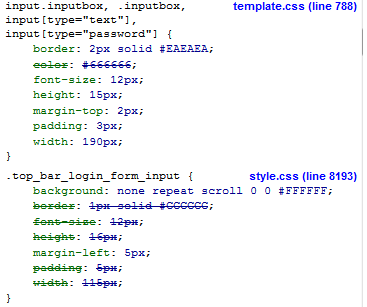 input.inputbox, .inputbox, template.css (line 788)
input[type="text"],
input[type="password"] {
border: 2px solid #EAEAEA;
color: #666666;
font-size: 12px;
height: 15px;
margin-top: 2px;
padding: 3px;
width: 190px;
}
.top_bar_login_form_input { style.css (line 8193)
background: none repeat scroll 0 0 #FFFFFF;
border: 1px solid #CCCCCC;
font-size: 12px;
height: 16px;
margin-left: 5px;
padding: 5px;
width: 115px;
}